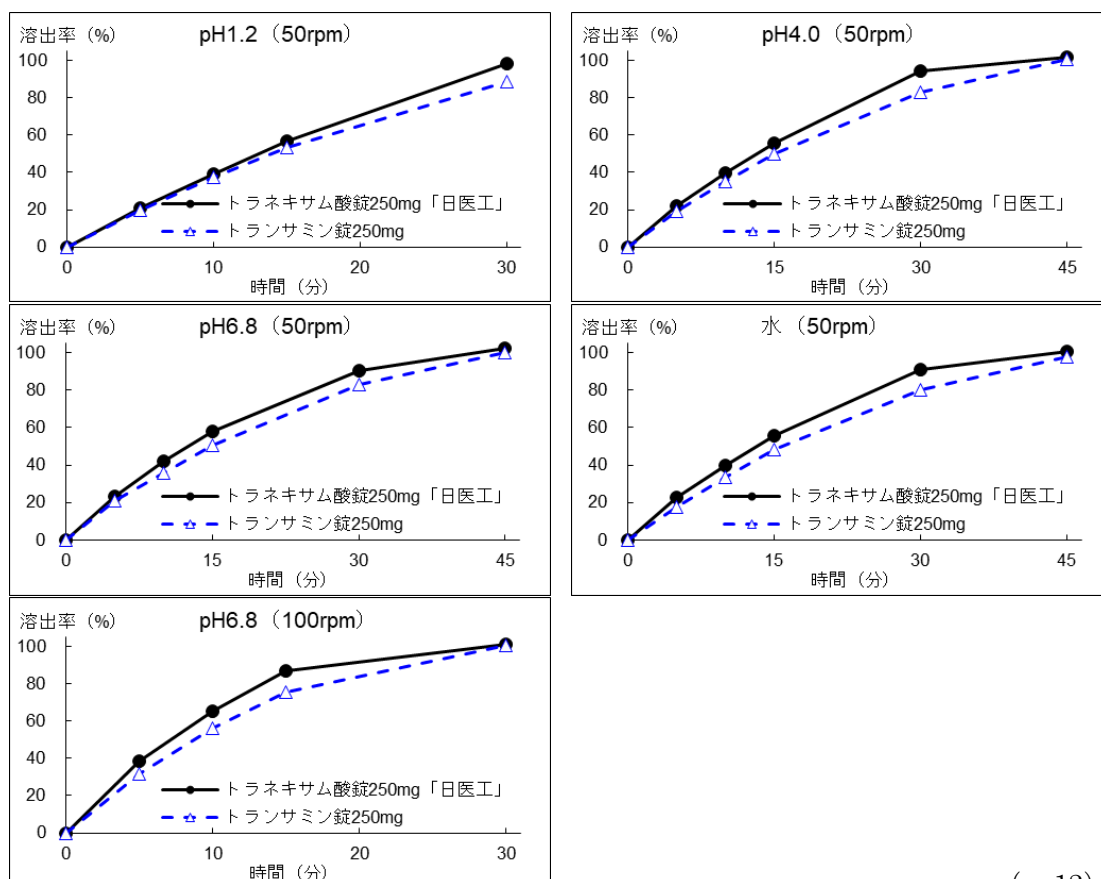 溶出率（%） pH1.2（50rpm）
100
80
60
40
20
0
トラネキサム酸錠250mg「日医工」
トランサミン錠250mg
0 10 20 30
時間（分）
溶出率（%） pH4.0（50rpm）
100
80
60
40
20
0
トラネキサム酸錠250mg「日医工」
トランサミン錠250mg
0 15 30 45
時間（分）
溶出率（%） pH6.8（50rpm）
100
80
60
40
20
0
トラネキサム酸錠250mg「日医工」
トランサミン錠250mg
0 15 30 45
時間（分）
溶出率（%） 水（50rpm）
100
80
60
40
20
0
トラネキサム酸錠250mg「日医工」
トランサミン錠250mg
0 15 30 45
時間（分）
溶出率（%） pH6.8（100rpm）
100
80
60
40
20
0
トラネキサム酸錠250mg「日医工」
トランサミン錠250mg
0 10 20 30
時間（分）